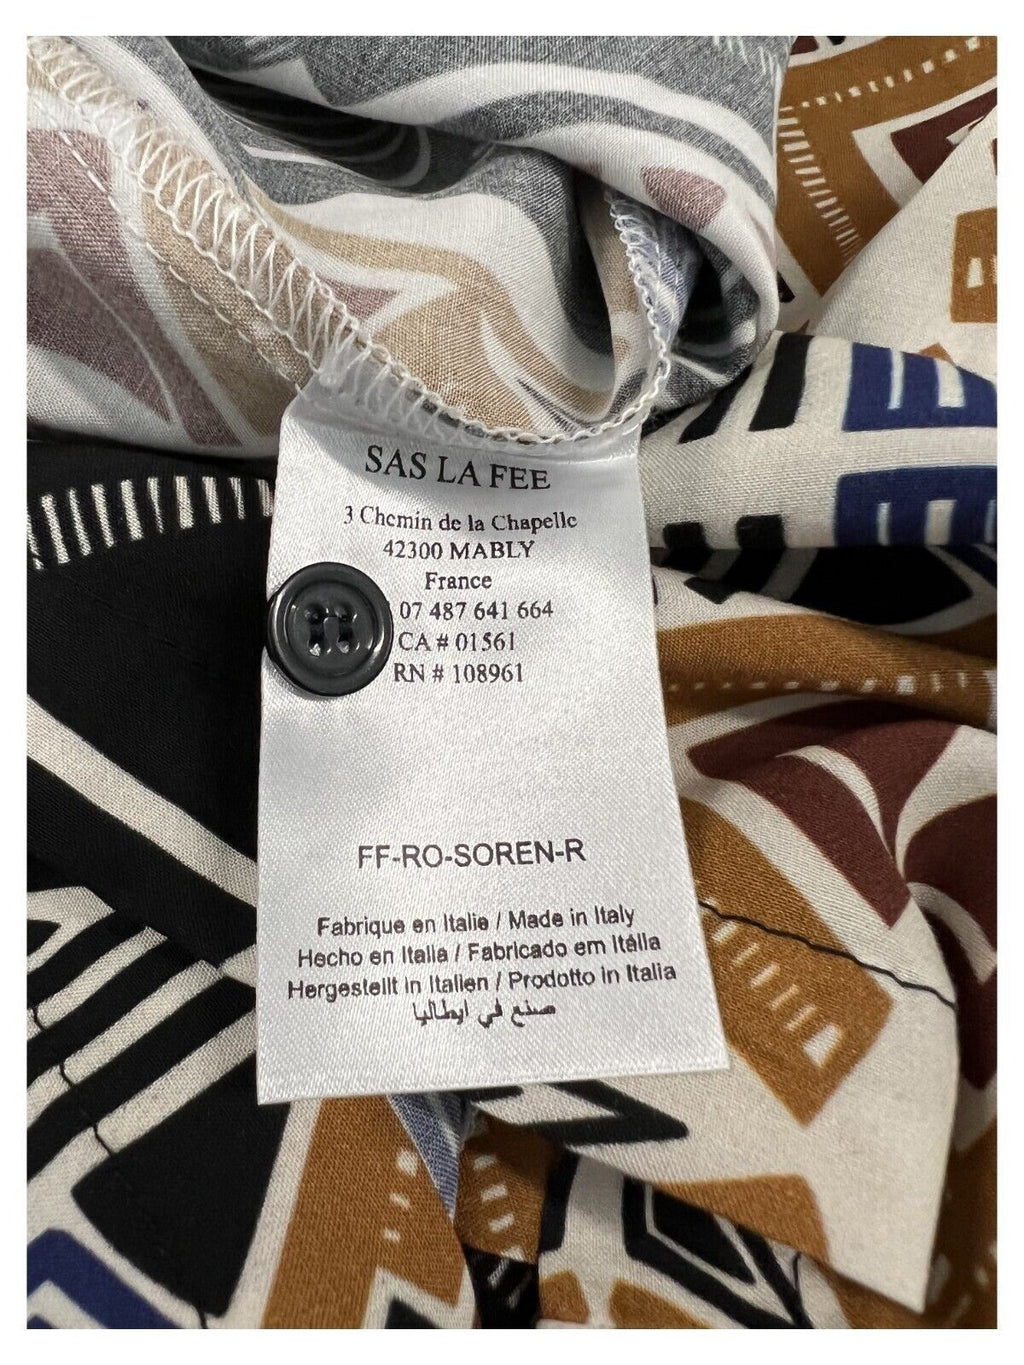 SAS LA FEE
3 Chemin de la Chapelle
42300 MABLY
France
07 487 641 664
CA # 01561
RN # 108961
FF-RO-SOREN-R
Fabrique en Italie / Made in Italy
Hecho en Italia / Fabricado em Itália
Hergestellt in Italien / Prodotto in Italia
صنع في ايطاليا